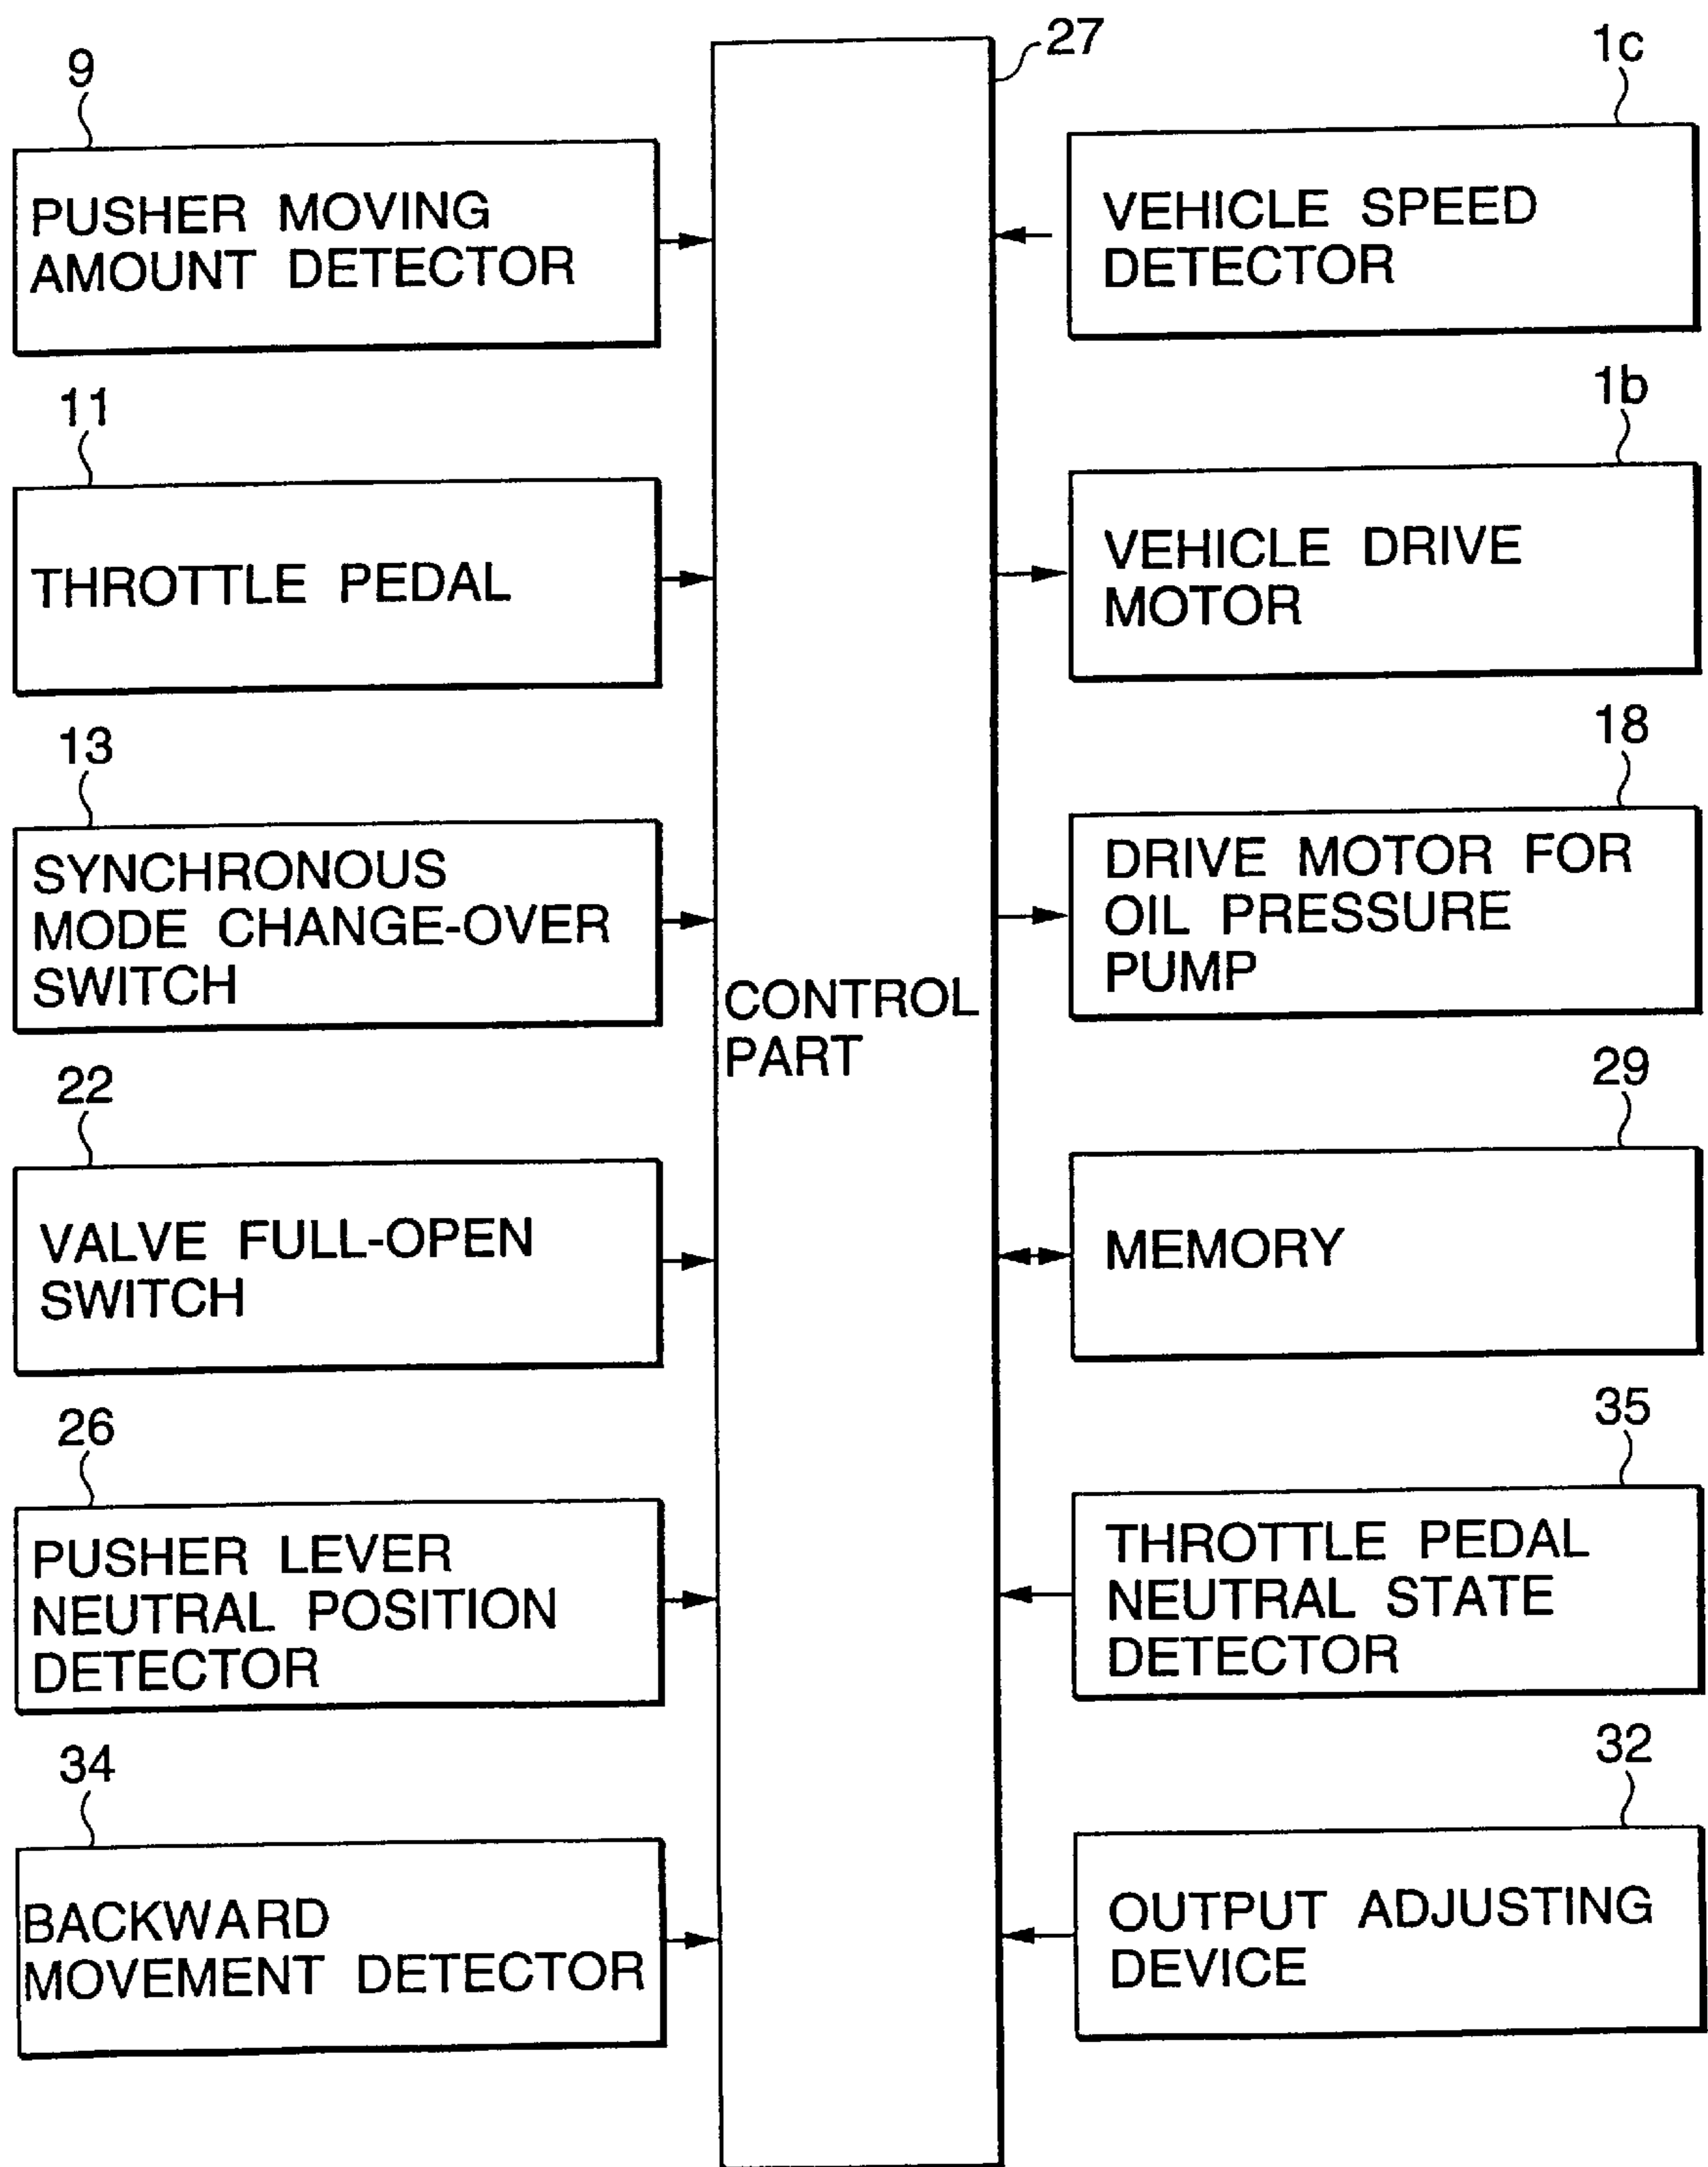 27
9
PUSHER MOVING
AMOUNT DETECTOR
11
THROTTLE PEDAL
13
SYNCHRONOUS
MODE CHANGE-OVER
SWITCH
22
VALVE FULL-OPEN
SWITCH
26
PUSHER LEVER
NEUTRAL POSITION
DETECTOR
34
BACKWARD
MOVEMENT DETECTOR
CONTROL
PART
1c
VEHICLE SPEED
DETECTOR
1b
VEHICLE DRIVE
MOTOR
18
DRIVE MOTOR FOR
OIL PRESSURE
PUMP
29
MEMORY
35
THROTTLE PEDAL
NEUTRAL STATE
DETECTOR
32
OUTPUT ADJUSTING
DEVICE